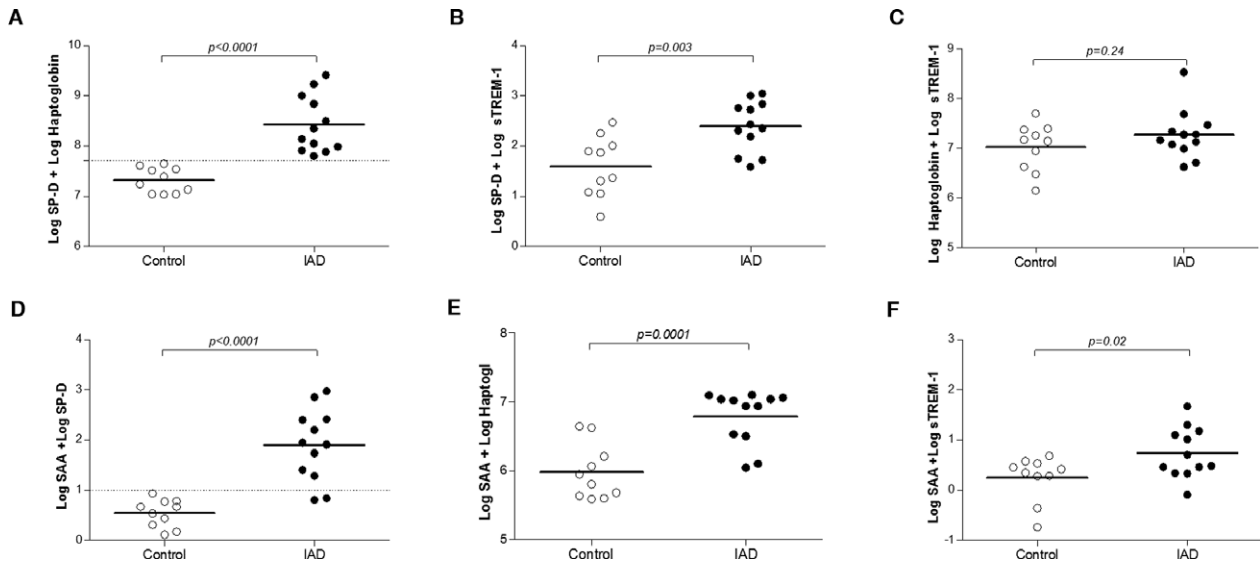 A
Log SP-D + Log Haptoglobin
10
9
8
7
6
p<0.0001
Control
IAD
B
Log SP-D + Log sTREM-1
4
3
2
1
0
p=0.003
Control
IAD
C
Log Haptoglobin + Log sTREM-1
9
8
7
6
5
p=0.24
Control
IAD
D
Log SAA +Log SP-D
4
3
2
1
0
p<0.0001
Control
IAD
E
Log SAA + Log Haptogl
8
7
6
5
p=0.0001
Control
IAD
F
Log SAA +Log sTREM-1
3
2
1
0
-1
p=0.02
Control
IAD